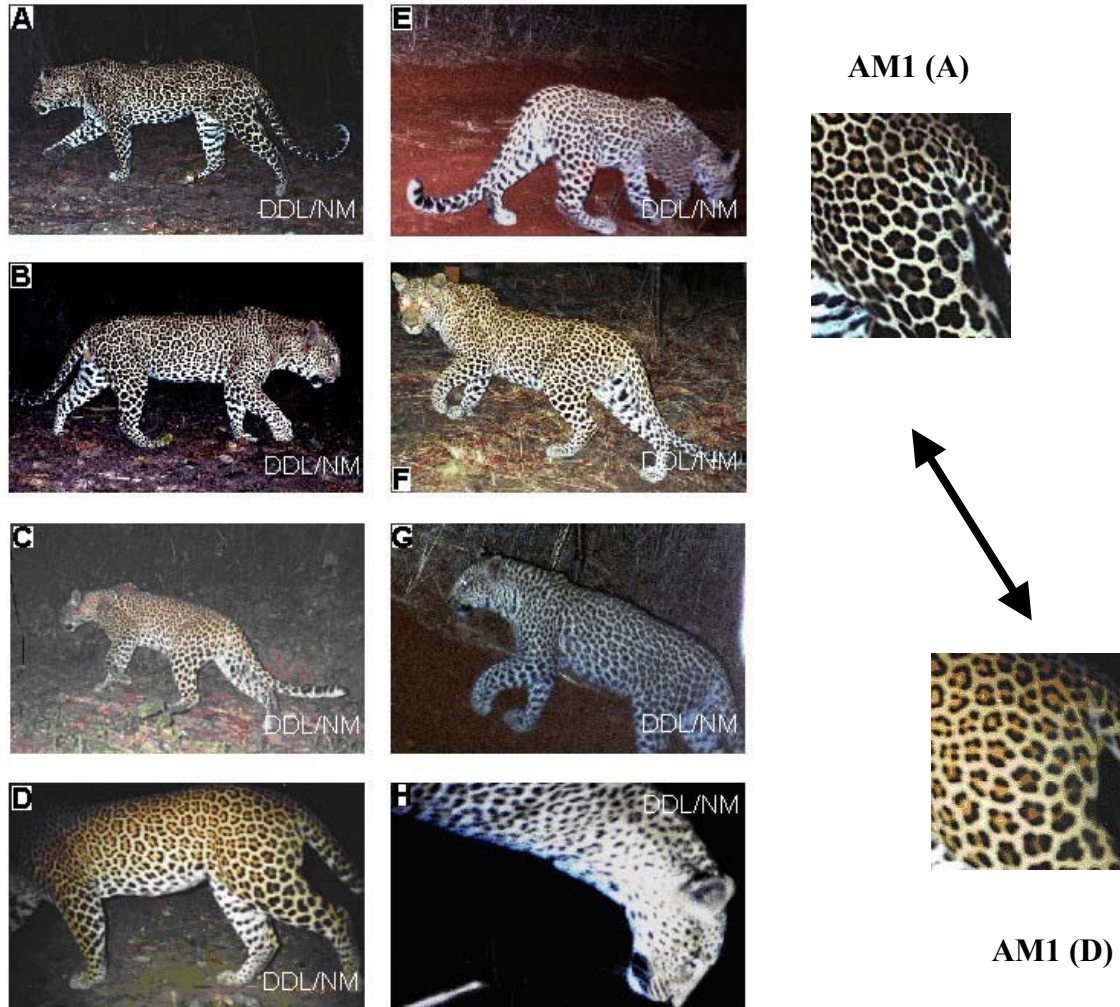 A
DDL/NM
E
DDL/NM
AM1 (A)
B
DDL/NM
F
DDL/NM
C
DDL/NM
G
DDL/NM
D
DDL/NM
H
DDL/NM
AM1 (D)